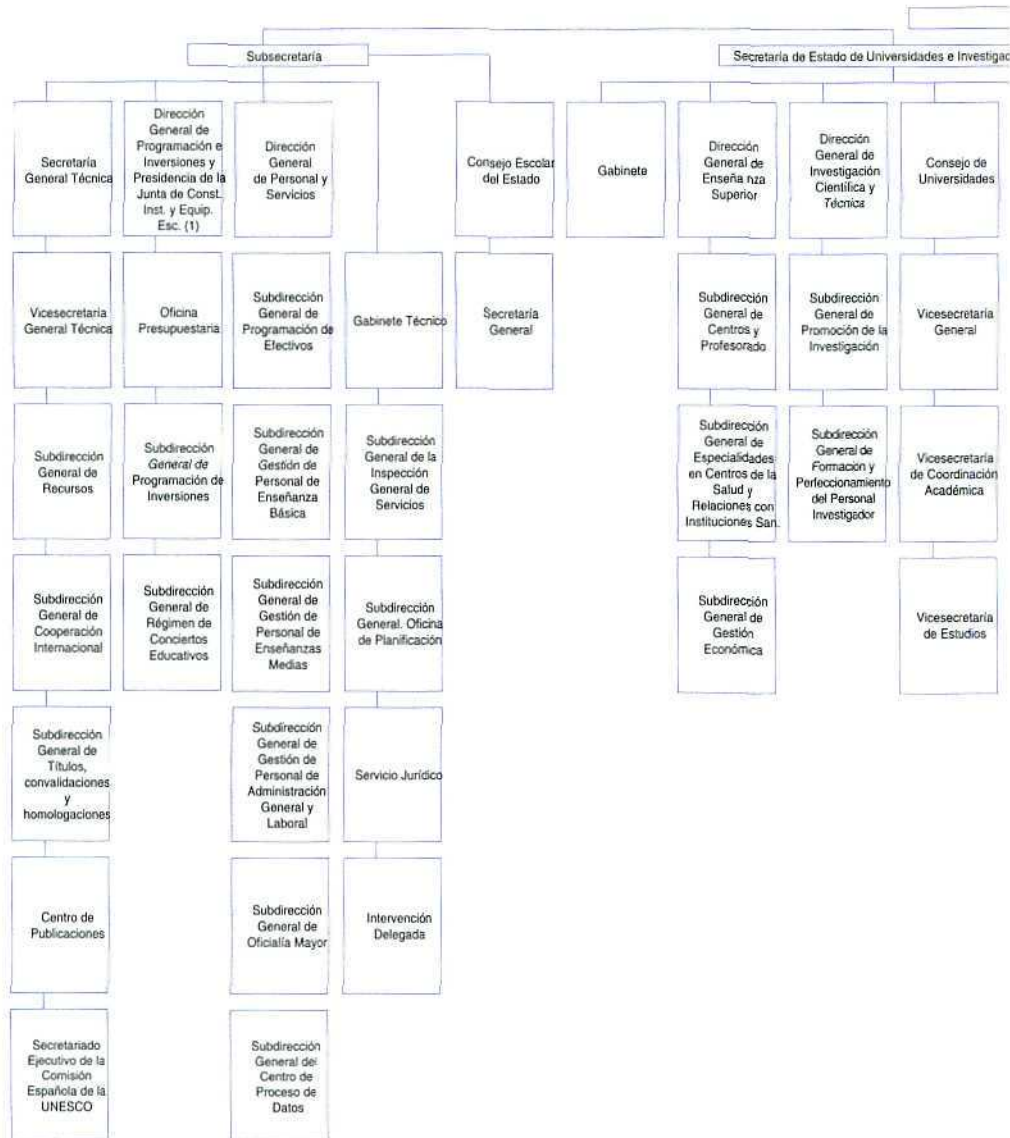 Subsecretaría
Secretaría de Estado de Universidades e Investigac
Secretaría
General Técnica
Dirección
General de
Programación e
Inversiones y
Presidencia de la
Junta de Const.
Inst. y Equip.
Esc. (1)
Dirección
General
de Personal y
Servicios
Consejo Escolar
del Estado
Gabinete
Dirección
General de
Enseña nza
Superior
Dirección
General de
Investigación
Científica y
Técnica
Consejo de
Universidades
Vicesecretaría
General Técnica
Oficina
Presupuestaria
Subdirección
General de
Programación de
Efectivos
Gabinete Técnico
Secretaría
General
Subdirección
General de
Centros y
Profesorado
Subdirección
General de
Promoción de la
Investigación
Vicesecretaría
General
Subdirección
General de
Recursos
Subdirección
General de
Programación de
Inversiones
Subdirección
General de
Gestión de
Personal de
Enseñanza
Básica
Subdirección
General de la
Inspección
General de
Servicios
Subdirección
General de
Especialidades
en Centros de la
Salud y
Relaciones con
Instituciones San.
Subdirección
General de
Formación y
Perfeccionamiento
del Personal
Investigador
Vicesecretaría
de Coordinación
Académica
Subdirección
General de
Cooperación
Internacional
Subdirección
General de
Régimen de
Conciertos
Educativos
Subdirección
General de
Gestión de
Personal de
Enseñanzas
Medias
Subdirección
General. Oficina
de Planificación
Subdirección
General de
Gestión
Económica
Vicesecretaría
de Estudios
Subdirección
General de
Títulos,
convalidaciones
y
homologaciones
Subdirección
General de
Gestión de
Personal de
Administración
General y
Laboral
Servicio Jurídico
Centro de
Publicaciones
Subdirección
General de
Oficialía Mayor
Intervención
Delegada
Secretariado
Ejecutivo de la
Comisión
Española de la
UNESCO
Subdirección
General del
Centro de
Proceso de
Datos